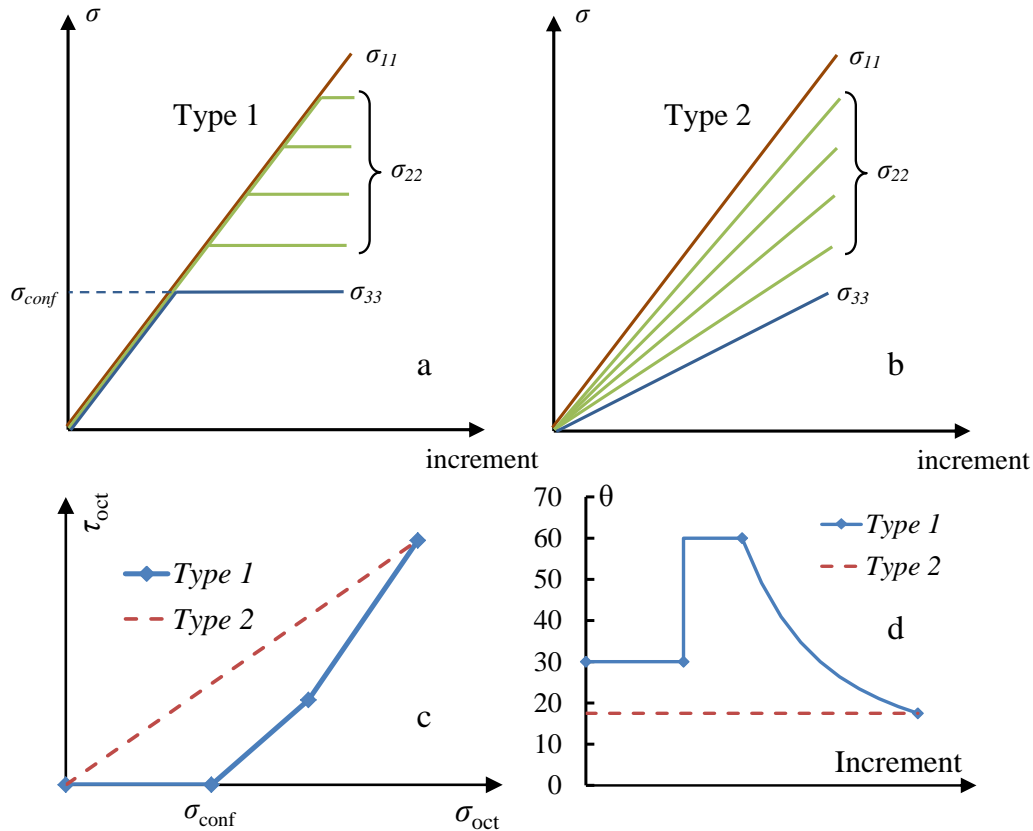 σ
σ
σ11
σ11
Type 1
Type 2
σ22
σ22
σconf
σ33
σ33
a
b
increment
increment
τoct
Type 1
Type 2
c
σconf
σoct
70
60
50
40
30
20
10
0
θ
Type 1
Type 2
d
Increment